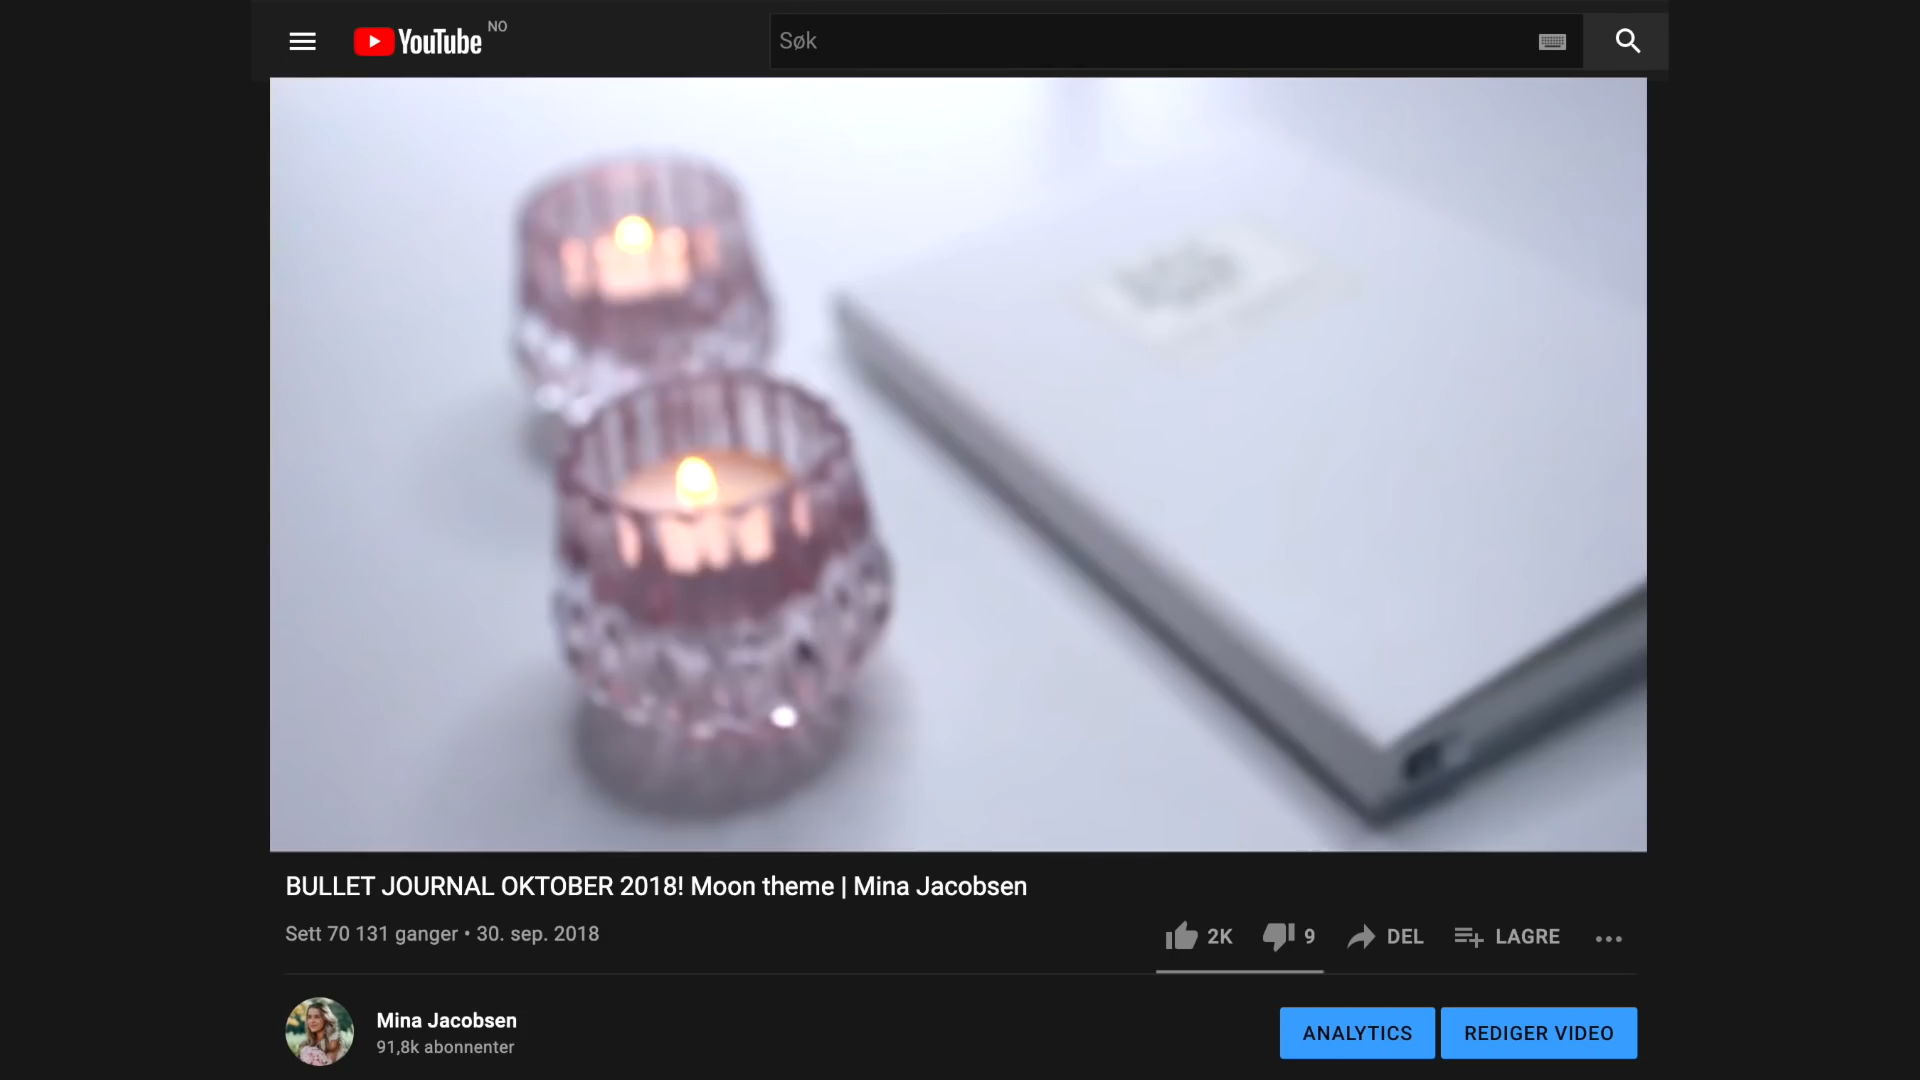 YouTube NO
Søk
BULLET JOURNAL OKTOBER 2018! Moon theme | Mina Jacobsen
Sett 70 131 ganger • 30. sep. 2018
2K 9 DEL LAGRE
Mina Jacobsen
91,8k abonnenter
ANALYTICS REDIGER VIDEO